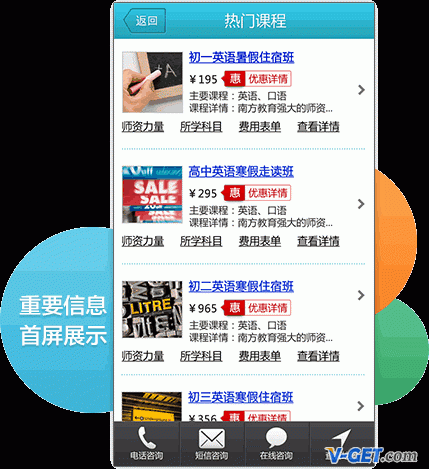 返回
热门课程
初一英语暑假住宿班
￥195 惠 优惠详情
主要课程：英语、口语
课程详情：南方教育强大的师资...
师资力量 所学科目 费用表单 查看详情
SALE
SALE
高中英语寒假走读班
￥295 惠 优惠详情
主要课程：英语、口语
课程详情：南方教育强大的师资...
师资力量 所学科目 费用表单 查看详情
重要信息
首屏展示
LITRE
初二英语寒假住宿班
￥965 惠 优惠详情
主要课程：英语、口语
课程详情：南方教育强大的师资...
师资力量 所学科目 费用表单 查看详情
初三英语寒假住宿班
￥356 惠 优惠详情
电话咨询 短信咨询 在线咨询
V-GET.com